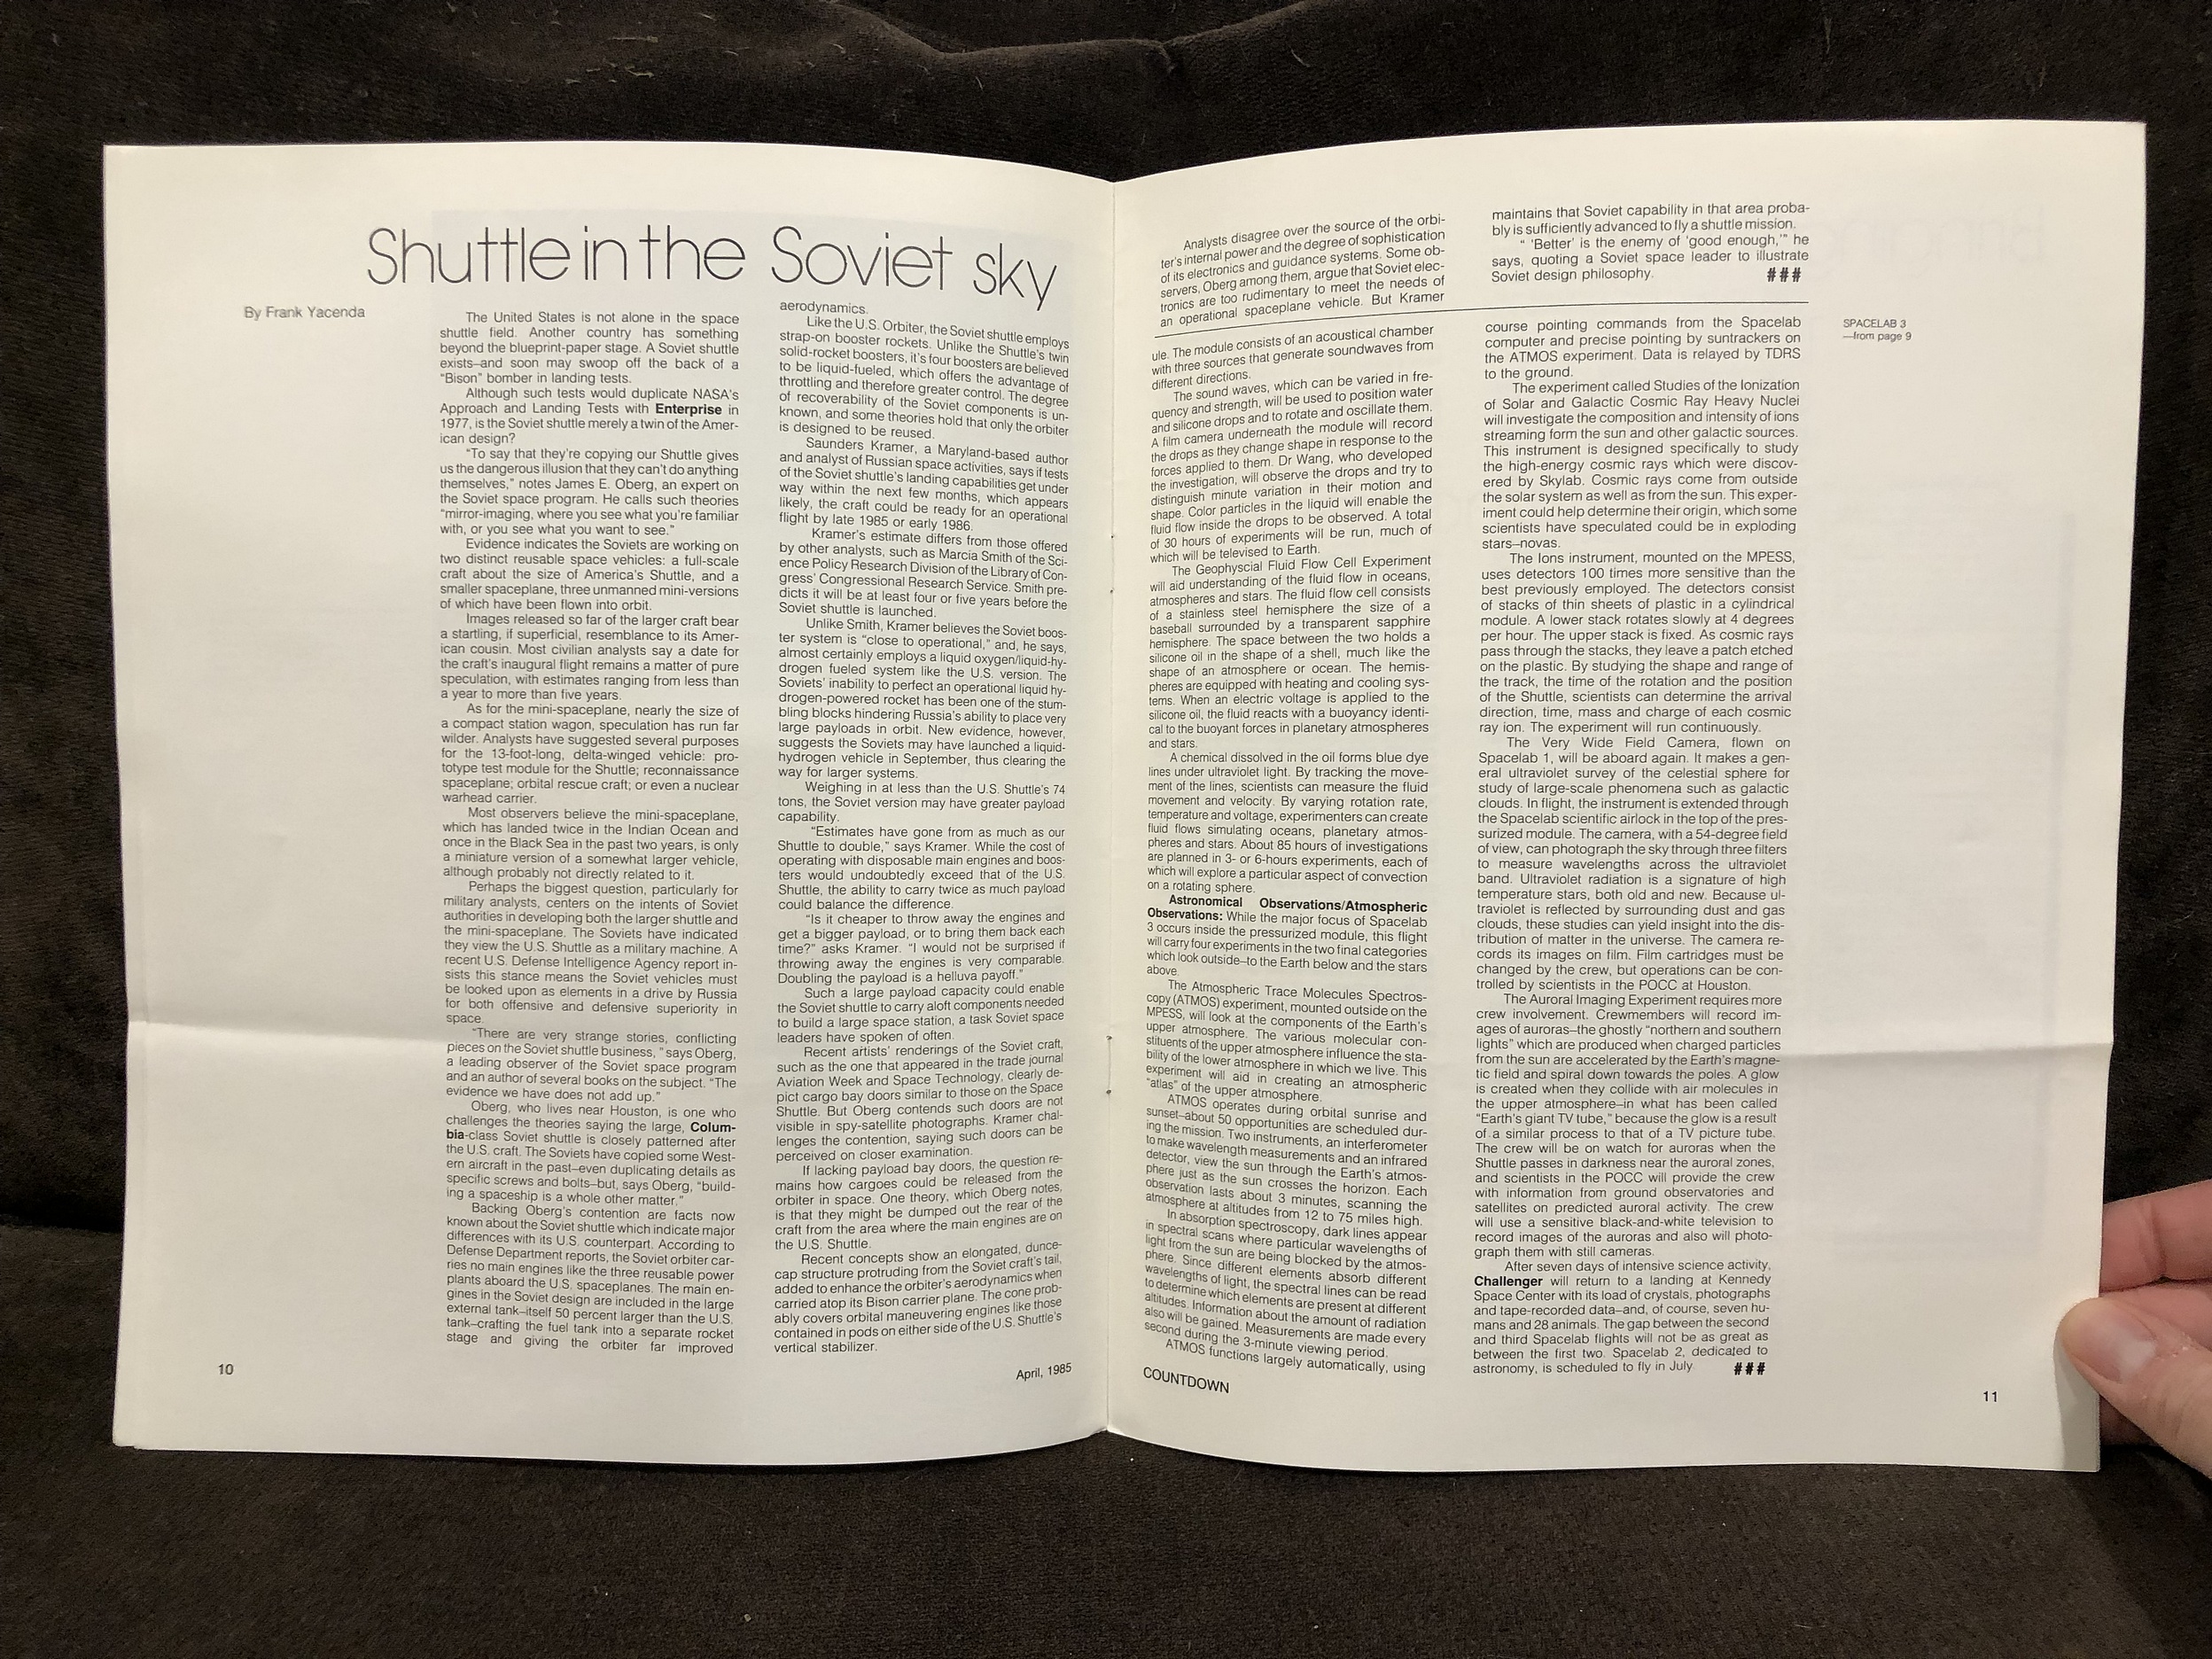 Shuttle in the Soviet sky
By Frank Yacenda
The United States is not alone in the space
shuttle field. Another country has something
beyond the blueprint-paper stage. A Soviet shuttle
exists–and soon may swoop off the back of a
"Bison" bomber in landing tests.
Although such tests would duplicate NASA's
Approach and Landing Tests with Enterprise in
1977, is the Soviet shuttle merely a twin of the Amer-
ican design?
"To say that they're copying our Shuttle gives
us the dangerous illusion that they can't do anything
themselves," notes James E. Oberg, an expert on
the Soviet space program. He calls such theories
"mirror-imaging, where you see what you're familiar
with, or you see what you want to see."
Evidence indicates the Soviets are working on
two distinct reusable space vehicles: a full-scale
craft about the size of America's Shuttle, and a
smaller spaceplane, three unmanned mini-versions
of which have been flown into orbit.
Images released so far of the larger craft bear
a startling, if superficial, resemblance to its Amer-
ican cousin. Most civilian analysts say a date for
the craft's inaugural flight remains a matter of pure
speculation, with estimates ranging from less than
a year to more than five years.
As for the mini-spaceplane, nearly the size of
a compact station wagon, speculation has run far
wilder. Analysts have suggested several purposes
for the 13-foot-long, delta-winged vehicle: pro-
totype test module for the Shuttle; reconnaissance
spaceplane; orbital rescue craft; or even a nuclear
warhead carrier.
Most observers believe the mini-spaceplane,
which has landed twice in the Indian Ocean and
once in the Black Sea in the past two years, is only
a miniature version of a somewhat larger vehicle,
although probably not directly related to it.
Perhaps the biggest question, particularly for
military analysts, centers on the intents of Soviet
authorities in developing both the larger shuttle and
the mini-spaceplane. The Soviets have indicated
they view the U.S. Shuttle as a military machine. A
recent U.S. Defense Intelligence Agency report in-
sists this stance means the Soviet vehicles must
be looked upon as elements in a drive by Russia
for both offensive and defensive superiority in
space.
"There are very strange stories, conflicting
pieces on the Soviet shuttle business, " says Oberg,
a leading observer of the Soviet space program
and an author of several books on the subject. "The
evidence we have does not add up."
Oberg, who lives near Houston, is one who
challenges the theories saying the large, Colum-
bia-class Soviet shuttle is closely patterned after
the U.S. craft. The Soviets have copied some West-
ern aircraft in the past–even duplicating details as
specific screws and bolts–but, says Oberg, "build-
ing a spaceship is a whole other matter."
Backing Oberg's contention are facts now
known about the Soviet shuttle which indicate major
differences with its U.S. counterpart. According to
Defense Department reports, the Soviet orbiter car-
ries no main engines like the three reusable power
plants aboard the U.S. spaceplanes. The main en-
gines in the Soviet design are included in the large
external tank–itself 50 percent larger than the U.S.
tank–crafting the fuel tank into a separate rocket
stage and giving the orbiter far improved
aerodynamics.
Like the U.S. Orbiter, the Soviet shuttle employs
strap-on booster rockets. Unlike the Shuttle's twin
solid-rocket boosters, it's four boosters are believed
to be liquid-fueled, which offers the advantage of
throttling and therefore greater control. The degree
of recoverability of the Soviet components is un-
known, and some theories hold that only the orbiter
is designed to be reused.
Saunders Kramer, a Maryland-based author
and analyst of Russian space activities, says if tests
of the Soviet shuttle's landing capabilities get under
way within the next few months, which appears
likely, the craft could be ready for an operational
flight by late 1985 or early 1986.
Kramer's estimate differs from those offered
by other analysts, such as Marcia Smith of the Sci-
ence Policy Research Division of the Library of Con-
gress' Congressional Research Service. Smith pre-
dicts it will be at least four or five years before the
Soviet shuttle is launched.
Unlike Smith, Kramer believes the Soviet boos-
ter system is "close to operational," and, he says,
almost certainly employs a liquid oxygen/liquid-hy-
drogen fueled system like the U.S. version. The
Soviets' inability to perfect an operational liquid hy-
drogen-powered rocket has been one of the stum-
bling blocks hindering Russia's ability to place very
large payloads in orbit. New evidence, however,
suggests the Soviets may have launched a liquid-
hydrogen vehicle in September, thus clearing the
way for larger systems.
Weighing in at less than the U.S. Shuttle's 74
tons, the Soviet version may have greater payload
capability.
"Estimates have gone from as much as our
Shuttle to double," says Kramer. While the cost of
operating with disposable main engines and boos-
ters would undoubtedly exceed that of the U.S.
Shuttle, the ability to carry twice as much payload
could balance the difference.
"Is it cheaper to throw away the engines and
get a bigger payload, or to bring them back each
time?" asks Kramer. "I would not be surprised if
throwing away the engines is very comparable.
Doubling the payload is a helluva payoff."
Such a large payload capacity could enable
the Soviet shuttle to carry aloft components needed
to build a large space station, a task Soviet space
leaders have spoken of often.
Recent artists' renderings of the Soviet craft,
such as the one that appeared in the trade journal
Aviation Week and Space Technology, clearly de-
pict cargo bay doors similar to those on the Space
Shuttle. But Oberg contends such doors are not
visible in spy-satellite photographs. Kramer chal-
lenges the contention, saying such doors can be
perceived on closer examination.
If lacking payload bay doors, the question re-
mains how cargoes could be released from the
orbiter in space. One theory, which Oberg notes,
is that they might be dumped out the rear of the
craft from the area where the main engines are on
the U.S. Shuttle.
Recent concepts show an elongated, dunce-
cap structure protruding from the Soviet craft's tail,
added to enhance the orbiter's aerodynamics when
carried atop its Bison carrier plane. The cone prob-
ably covers orbital maneuvering engines like those
contained in pods on either side of the U.S. Shuttle's
vertical stabilizer.
10
April, 1985
Analysts disagree over the source of the orbi-
ter's internal power and the degree of sophistication
of its electronics and guidance systems. Some ob-
servers, Oberg among them, argue that Soviet elec-
tronics are too rudimentary to meet the needs of
an operational spaceplane vehicle. But Kramer
maintains that Soviet capability in that area proba-
bly is sufficiently advanced to fly a shuttle mission.
" 'Better' is the enemy of 'good enough,'" he
says, quoting a Soviet space leader to illustrate
Soviet design philosophy. ###
SPACELAB 3
—from page 9
ule. The module consists of an acoustical chamber
with three sources that generate soundwaves from
different directions.
The sound waves, which can be varied in fre-
quency and strength, will be used to position water
and silicone drops and to rotate and oscillate them.
A film camera underneath the module will record
the drops as they change shape in response to the
forces applied to them. Dr Wang, who developed
the investigation, will observe the drops and try to
distinguish minute variation in their motion and
shape. Color particles in the liquid will enable the
fluid flow inside the drops to be observed. A total
of 30 hours of experiments will be run, much of
which will be televised to Earth.
The Geophyscial Fluid Flow Cell Experiment
will aid understanding of the fluid flow in oceans,
atmospheres and stars. The fluid flow cell consists
of a stainless steel hemisphere the size of a
baseball surrounded by a transparent sapphire
hemisphere. The space between the two holds a
silicone oil in the shape of a shell, much like the
shape of an atmosphere or ocean. The hemis-
pheres are equipped with heating and cooling sys-
tems. When an electric voltage is applied to the
silicone oil, the fluid reacts with a buoyancy identi-
cal to the buoyant forces in planetary atmospheres
and stars.
A chemical dissolved in the oil forms blue dye
lines under ultraviolet light. By tracking the move-
ment of the lines, scientists can measure the fluid
movement and velocity. By varying rotation rate,
temperature and voltage, experimenters can create
fluid flows simulating oceans, planetary atmos-
pheres and stars. About 85 hours of investigations
are planned in 3- or 6-hours experiments, each of
which will explore a particular aspect of convection
on a rotating sphere.
Astronomical Observations/Atmospheric
Observations: While the major focus of Spacelab
3 occurs inside the pressurized module, this flight
will carry four experiments in the two final categories
which look outside–to the Earth below and the stars
above.
The Atmospheric Trace Molecules Spectros-
copy (ATMOS) experiment, mounted outside on the
MPESS, will look at the components of the Earth's
upper atmosphere. The various molecular con-
stituents of the upper atmosphere influence the sta-
bility of the lower atmosphere in which we live. This
experiment will aid in creating an atmospheric
"atlas" of the upper atmosphere.
ATMOS operates during orbital sunrise and
sunset–about 50 opportunities are scheduled dur-
ing the mission. Two instruments, an interferometer
to make wavelength measurements and an infrared
detector, view the sun through the Earth's atmos-
phere just as the sun crosses the horizon. Each
observation lasts about 3 minutes, scanning the
atmosphere at altitudes from 12 to 75 miles high.
In absorption spectroscopy, dark lines appear
in spectral scans where particular wavelengths of
light from the sun are being blocked by the atmos-
phere. Since different elements absorb different
wavelengths of light, the spectral lines can be read
to determine which elements are present at different
altitudes. Information about the amount of radiation
also will be gained. Measurements are made every
second during the 3-minute viewing period.
ATMOS functions largely automatically, using
course pointing commands from the Spacelab
computer and precise pointing by suntrackers on
the ATMOS experiment. Data is relayed by TDRS
to the ground.
The experiment called Studies of the Ionization
of Solar and Galactic Cosmic Ray Heavy Nuclei
will investigate the composition and intensity of ions
streaming form the sun and other galactic sources.
This instrument is designed specifically to study
the high-energy cosmic rays which were discov-
ered by Skylab. Cosmic rays come from outside
the solar system as well as from the sun. This exper-
iment could help determine their origin, which some
scientists have speculated could be in exploding
stars–novas.
The Ions instrument, mounted on the MPESS,
uses detectors 100 times more sensitive than the
best previously employed. The detectors consist
of stacks of thin sheets of plastic in a cylindrical
module. A lower stack rotates slowly at 4 degrees
per hour. The upper stack is fixed. As cosmic rays
pass through the stacks, they leave a patch etched
on the plastic. By studying the shape and range of
the track, the time of the rotation and the position
of the Shuttle, scientists can determine the arrival
direction, time, mass and charge of each cosmic
ray ion. The experiment will run continuously.
The Very Wide Field Camera, flown on
Spacelab 1, will be aboard again. It makes a gen-
eral ultraviolet survey of the celestial sphere for
study of large-scale phenomena such as galactic
clouds. In flight, the instrument is extended through
the Spacelab scientific airlock in the top of the pres-
surized module. The camera, with a 54-degree field
of view, can photograph the sky through three filters
to measure wavelengths across the ultraviolet
band. Ultraviolet radiation is a signature of high
temperature stars, both old and new. Because ul-
traviolet is reflected by surrounding dust and gas
clouds, these studies can yield insight into the dis-
tribution of matter in the universe. The camera re-
cords its images on film. Film cartridges must be
changed by the crew, but operations can be con-
trolled by scientists in the POCC at Houston.
The Auroral Imaging Experiment requires more
crew involvement. Crewmembers will record im-
ages of auroras–the ghostly "northern and southern
lights" which are produced when charged particles
from the sun are accelerated by the Earth's magne-
tic field and spiral down towards the poles. A glow
is created when they collide with air molecules in
the upper atmosphere–in what has been called
"Earth's giant TV tube," because the glow is a result
of a similar process to that of a TV picture tube.
The crew will be on watch for auroras when the
Shuttle passes in darkness near the auroral zones,
and scientists in the POCC will provide the crew
with information from ground observatories and
satellites on predicted auroral activity. The crew
will use a sensitive black-and-white television to
record images of the auroras and also will photo-
graph them with still cameras.
After seven days of intensive science activity,
Challenger will return to a landing at Kennedy
Space Center with its load of crystals, photographs
and tape-recorded data–and, of course, seven hu-
mans and 28 animals. The gap between the second
and third Spacelab flights will not be as great as
between the first two. Spacelab 2, dedicated to
astronomy, is scheduled to fly in July. ###
COUNTDOWN
11